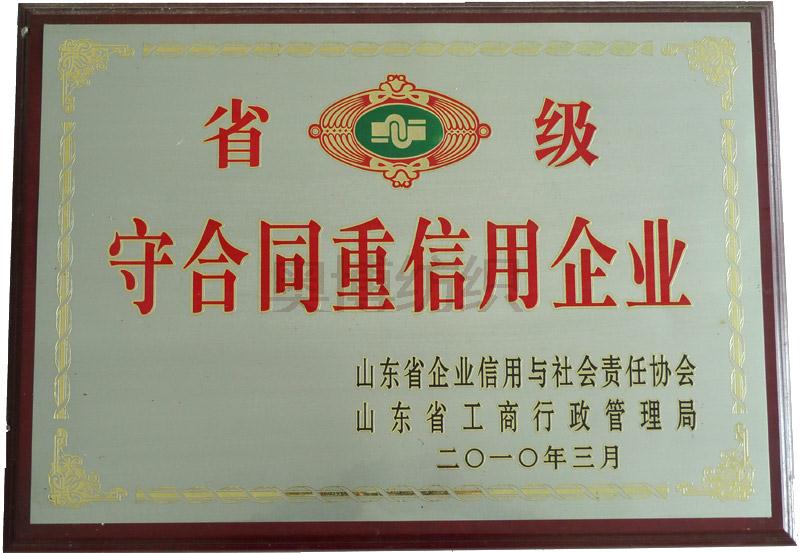 省 级
守合同重信用企业
山东省企业信用与社会责任协会
山东省工商行政管理局
二〇一〇年三月